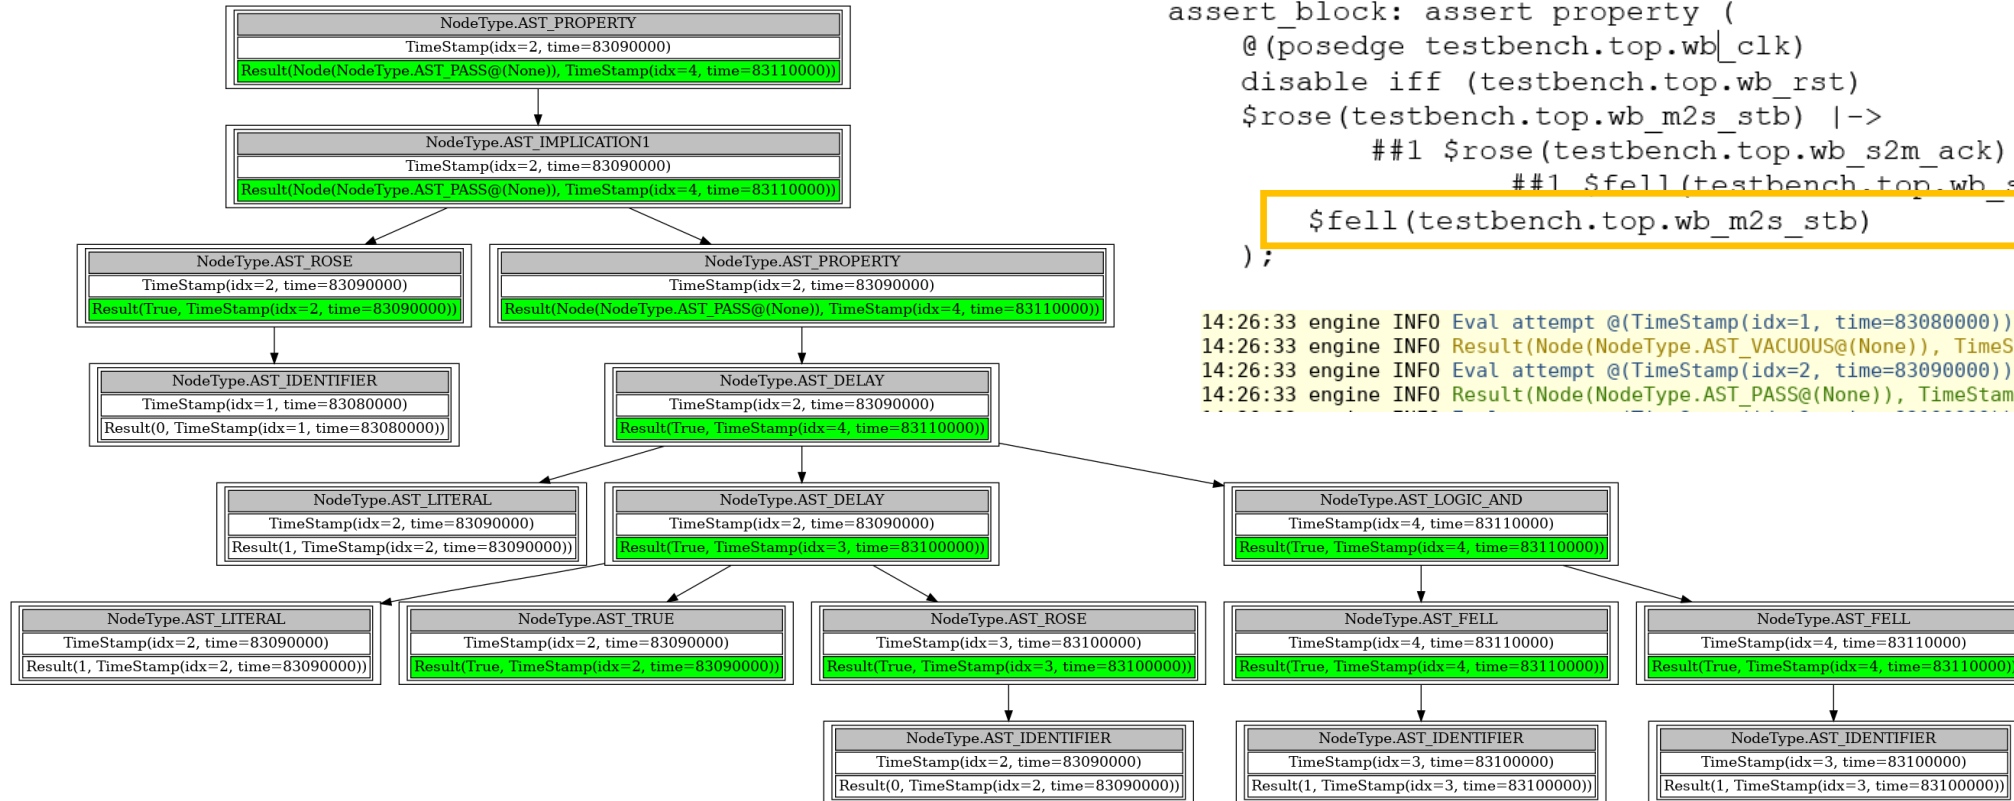 NodeType.AST_PROPERTY
TimeStamp(idx=2, time=83090000)
Result(Node(NodeType.AST_PASS@(None)), TimeStamp(idx=4, time=83110000))
NodeType.AST_IMPLICATION1
TimeStamp(idx=2, time=83090000)
Result(Node(NodeType.AST_PASS@(None)), TimeStamp(idx=4, time=83110000))
NodeType.AST_ROSE
TimeStamp(idx=2, time=83090000)
Result(True, TimeStamp(idx=2, time=83090000))
NodeType.AST_PROPERTY
TimeStamp(idx=2, time=83090000)
Result(Node(NodeType.AST_PASS@(None)), TimeStamp(idx=4, time=83110000))
NodeType.AST_IDENTIFIER
TimeStamp(idx=1, time=83080000)
Result(0, TimeStamp(idx=1, time=83080000))
NodeType.AST_DELAY
TimeStamp(idx=2, time=83090000)
Result(True, TimeStamp(idx=4, time=83110000))
NodeType.AST_LITERAL
TimeStamp(idx=2, time=83090000)
Result(1, TimeStamp(idx=2, time=83090000))
NodeType.AST_DELAY
TimeStamp(idx=2, time=83090000)
Result(True, TimeStamp(idx=3, time=83100000))
NodeType.AST_LOGIC_AND
TimeStamp(idx=4, time=83110000)
Result(True, TimeStamp(idx=4, time=83110000))
NodeType.AST_LITERAL
TimeStamp(idx=2, time=83090000)
Result(1, TimeStamp(idx=2, time=83090000))
NodeType.AST_TRUE
TimeStamp(idx=2, time=83090000)
Result(True, TimeStamp(idx=2, time=83090000))
NodeType.AST_ROSE
TimeStamp(idx=3, time=83100000)
Result(True, TimeStamp(idx=3, time=83100000))
NodeType.AST_FELL
TimeStamp(idx=4, time=83110000)
Result(True, TimeStamp(idx=4, time=83110000))
NodeType.AST_FELL
TimeStamp(idx=4, time=83110000)
Result(True, TimeStamp(idx=4, time=83110000))
NodeType.AST_IDENTIFIER
TimeStamp(idx=2, time=83090000)
Result(0, TimeStamp(idx=2, time=83090000))
NodeType.AST_IDENTIFIER
TimeStamp(idx=3, time=83100000)
Result(1, TimeStamp(idx=3, time=83100000))
NodeType.AST_IDENTIFIER
TimeStamp(idx=3, time=83100000)
Result(1, TimeStamp(idx=3, time=83100000))
assert_block: assert property (
@(posedge testbench.top.wb_clk)
disable iff (testbench.top.wb_rst)
$rose(testbench.top.wb_m2s_stb) |->
##1 $rose(testbench.top.wb_s2m_ack)
##1 $fell(testbench.top.wb_s
$fell(testbench.top.wb_m2s_stb)
);
14:26:33 engine INFO Eval attempt @(TimeStamp(idx=1, time=83080000))
14:26:33 engine INFO Result(Node(NodeType.AST_VACUOUS@(None)), TimeS
14:26:33 engine INFO Eval attempt @(TimeStamp(idx=2, time=83090000))
14:26:33 engine INFO Result(Node(NodeType.AST_PASS@(None)), TimeStam